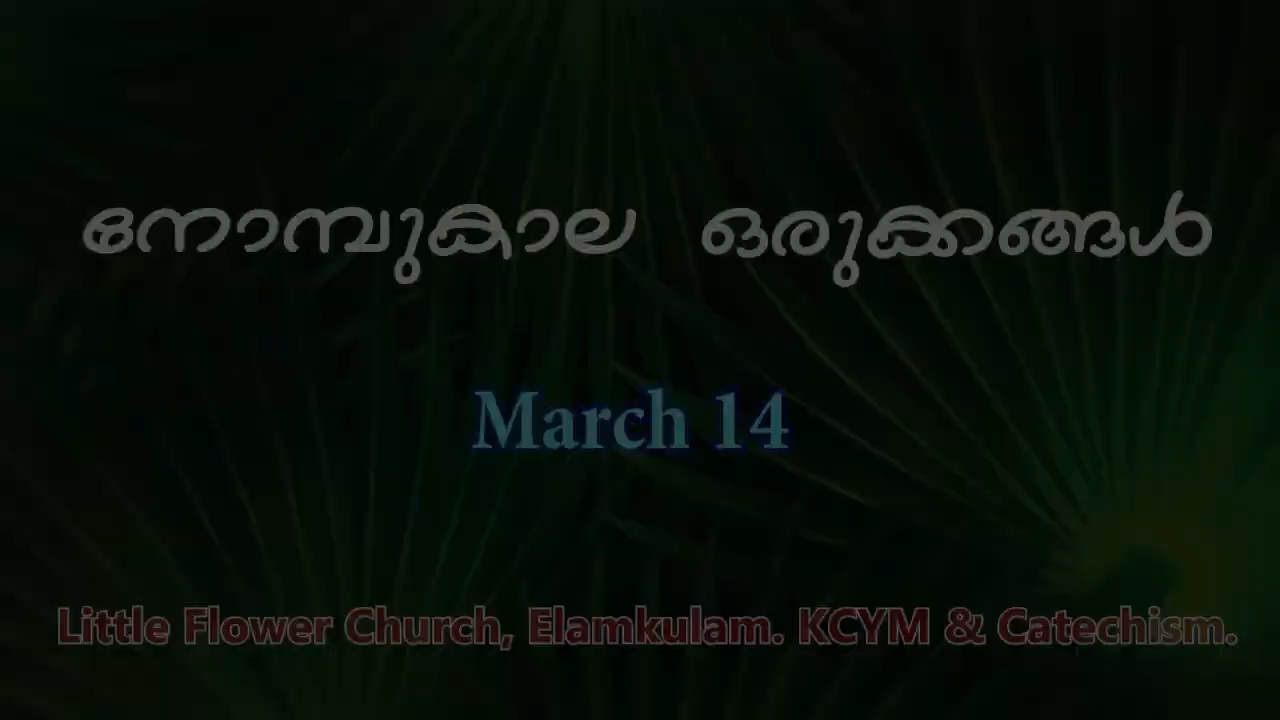 നോമ്പുകാല ഒരുക്കങ്ങൾ
March 14
Little Flower Church, Elamkulam. KCYM & Catechism.